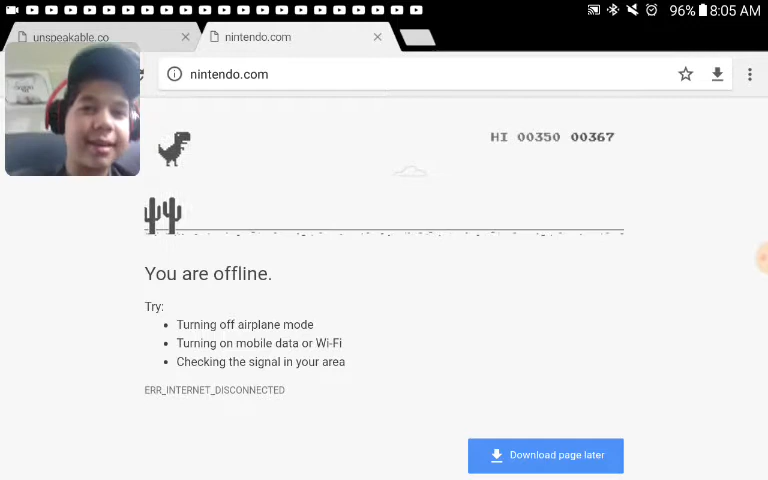 96% 8:05 AM
unspeakable.co
nintendo.com
nintendo.com
HI 00350 00367
You are offline.
Try:
• Turning off airplane mode
• Turning on mobile data or Wi-Fi
• Checking the signal in your area
ERR_INTERNET_DISCONNECTED
Download page later